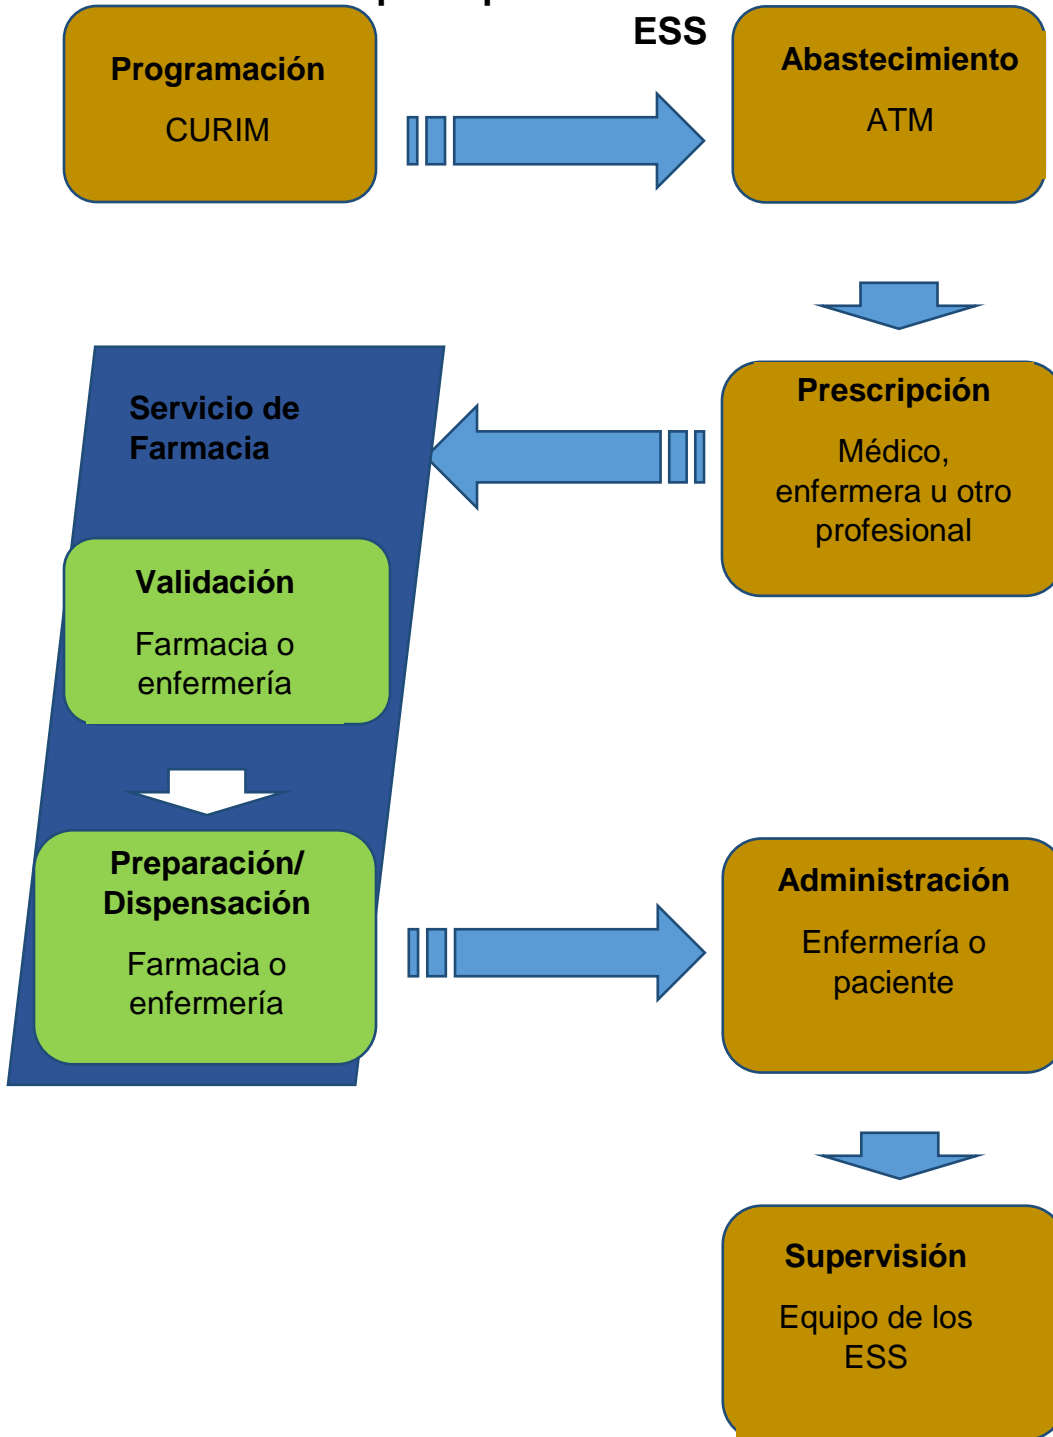 ESS
Programación
CURIM
Abastecimiento
ATM
Prescripción
Médico,
enfermera u otro
profesional
Servicio de
Farmacia
Validación
Farmacia o
enfermería
Preparación/
Dispensación
Farmacia o
enfermería
Administración
Enfermería o
paciente
Supervisión
Equipo de los
ESS